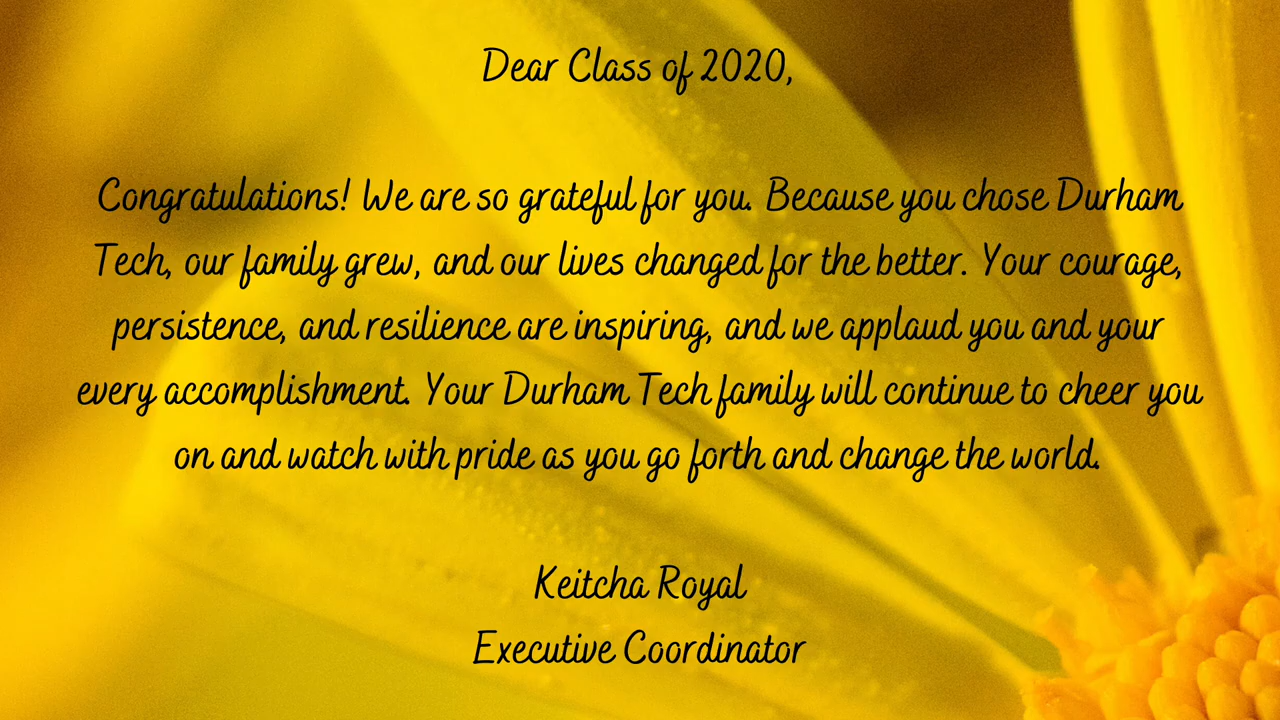 Dear Class of 2020,
Congratulations! We are so grateful for you. Because you chose Durham
Tech, our family grew, and our lives changed for the better. Your courage,
persistence, and resilience are inspiring, and we applaud you and your
every accomplishment. Your Durham Tech family will continue to cheer you
on and watch with pride as you go forth and change the world.
Keitcha Royal
Executive Coordinator